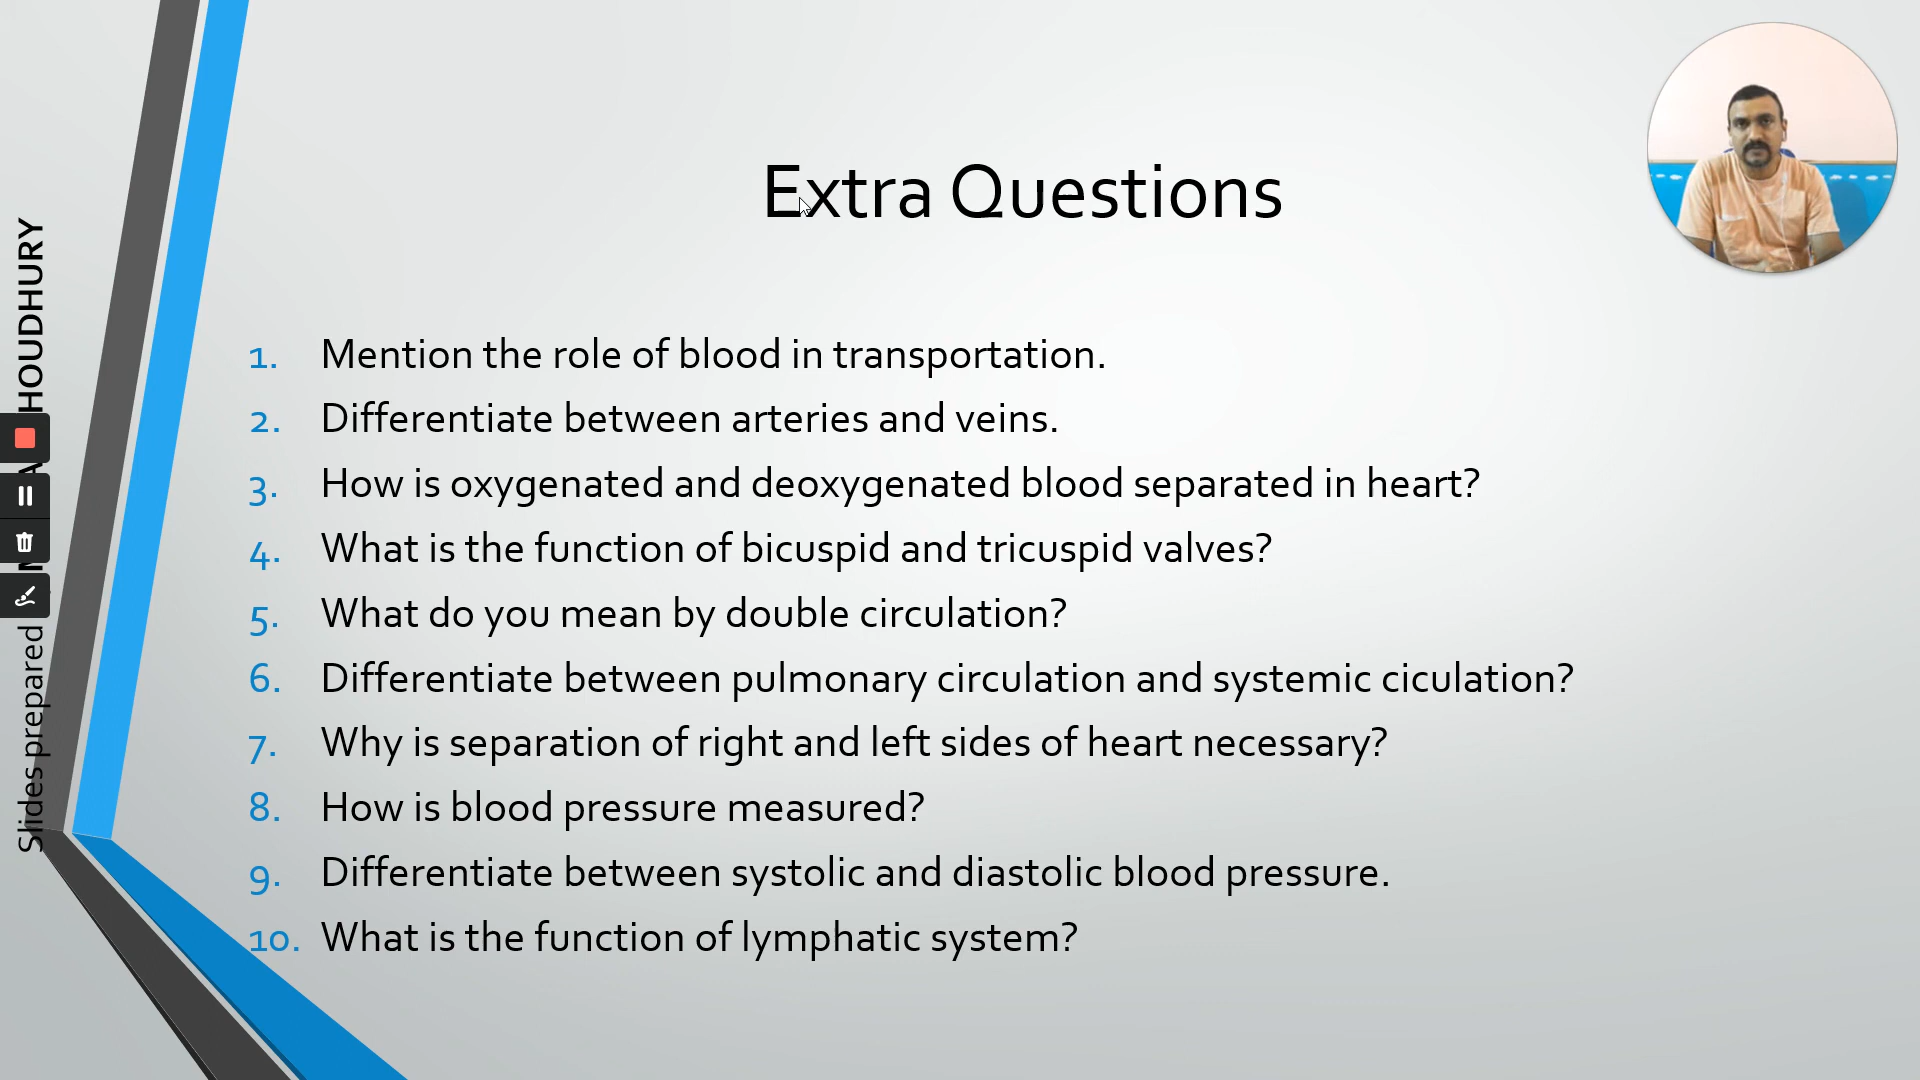 Extra Questions
1. Mention the role of blood in transportation.
2. Differentiate between arteries and veins.
3. How is oxygenated and deoxygenated blood separated in heart?
4. What is the function of bicuspid and tricuspid valves?
5. What do you mean by double circulation?
6. Differentiate between pulmonary circulation and systemic ciculation?
7. Why is separation of right and left sides of heart necessary?
8. How is blood pressure measured?
9. Differentiate between systolic and diastolic blood pressure.
10. What is the function of lymphatic system?
Slides prepared HOUDHURY